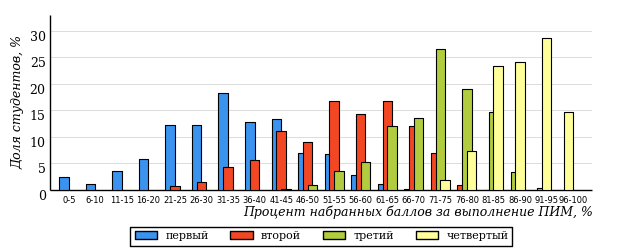 Доля студентов, %
30
25
20
15
10
5
0
0-5 6-10 11-15 16-20 21-25 26-30 31-35 36-40 41-45 46-50 51-55 56-60 61-65 66-70 71-75 76-80 81-85 86-90 91-95 96-100
Процент набранных баллов за выполнение ПИМ, %
первый второй третий четвертый